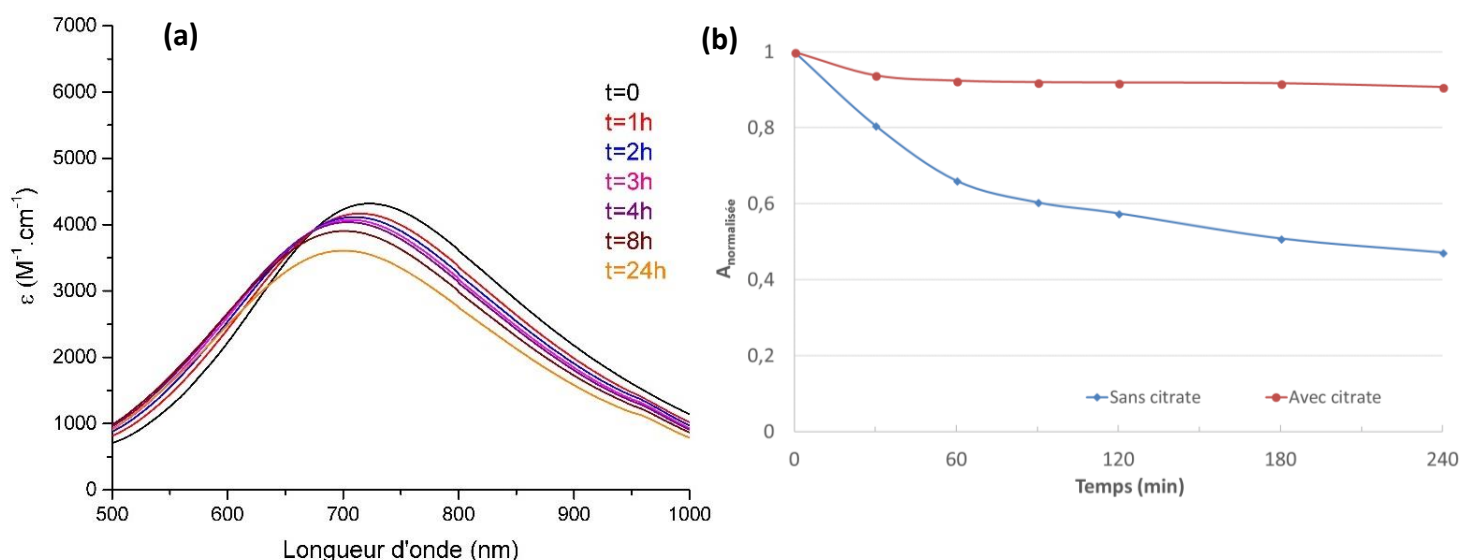 (a)
7000
6000
5000
4000
3000
2000
1000
0
ε (M⁻¹.cm⁻¹)
t=0
t=1h
t=2h
t=3h
t=4h
t=8h
t=24h
500 600 700 800 900 1000
Longueur d'onde (nm)
(b)
1
0,8
0,6
0,4
0,2
0
A normalisée
Sans citrate Avec citrate
0 60 120 180 240
Temps (min)